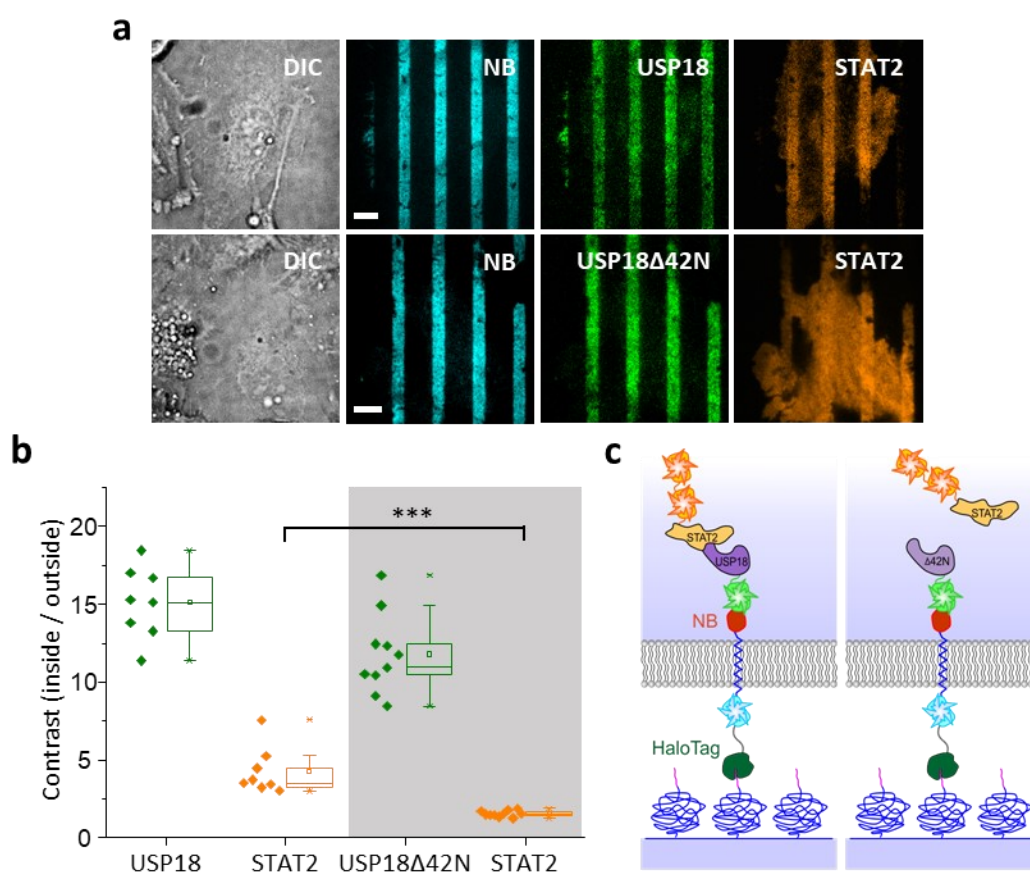 a
DIC
NB
USP18
STAT2
DIC
NB
USP18Δ42N
STAT2
b
Contrast (inside / outside)
20
15
10
5
0
***
USP18
STAT2
USP18Δ42N
STAT2
c
STAT2
USP18
NB
HaloTag
STAT2
Δ42N